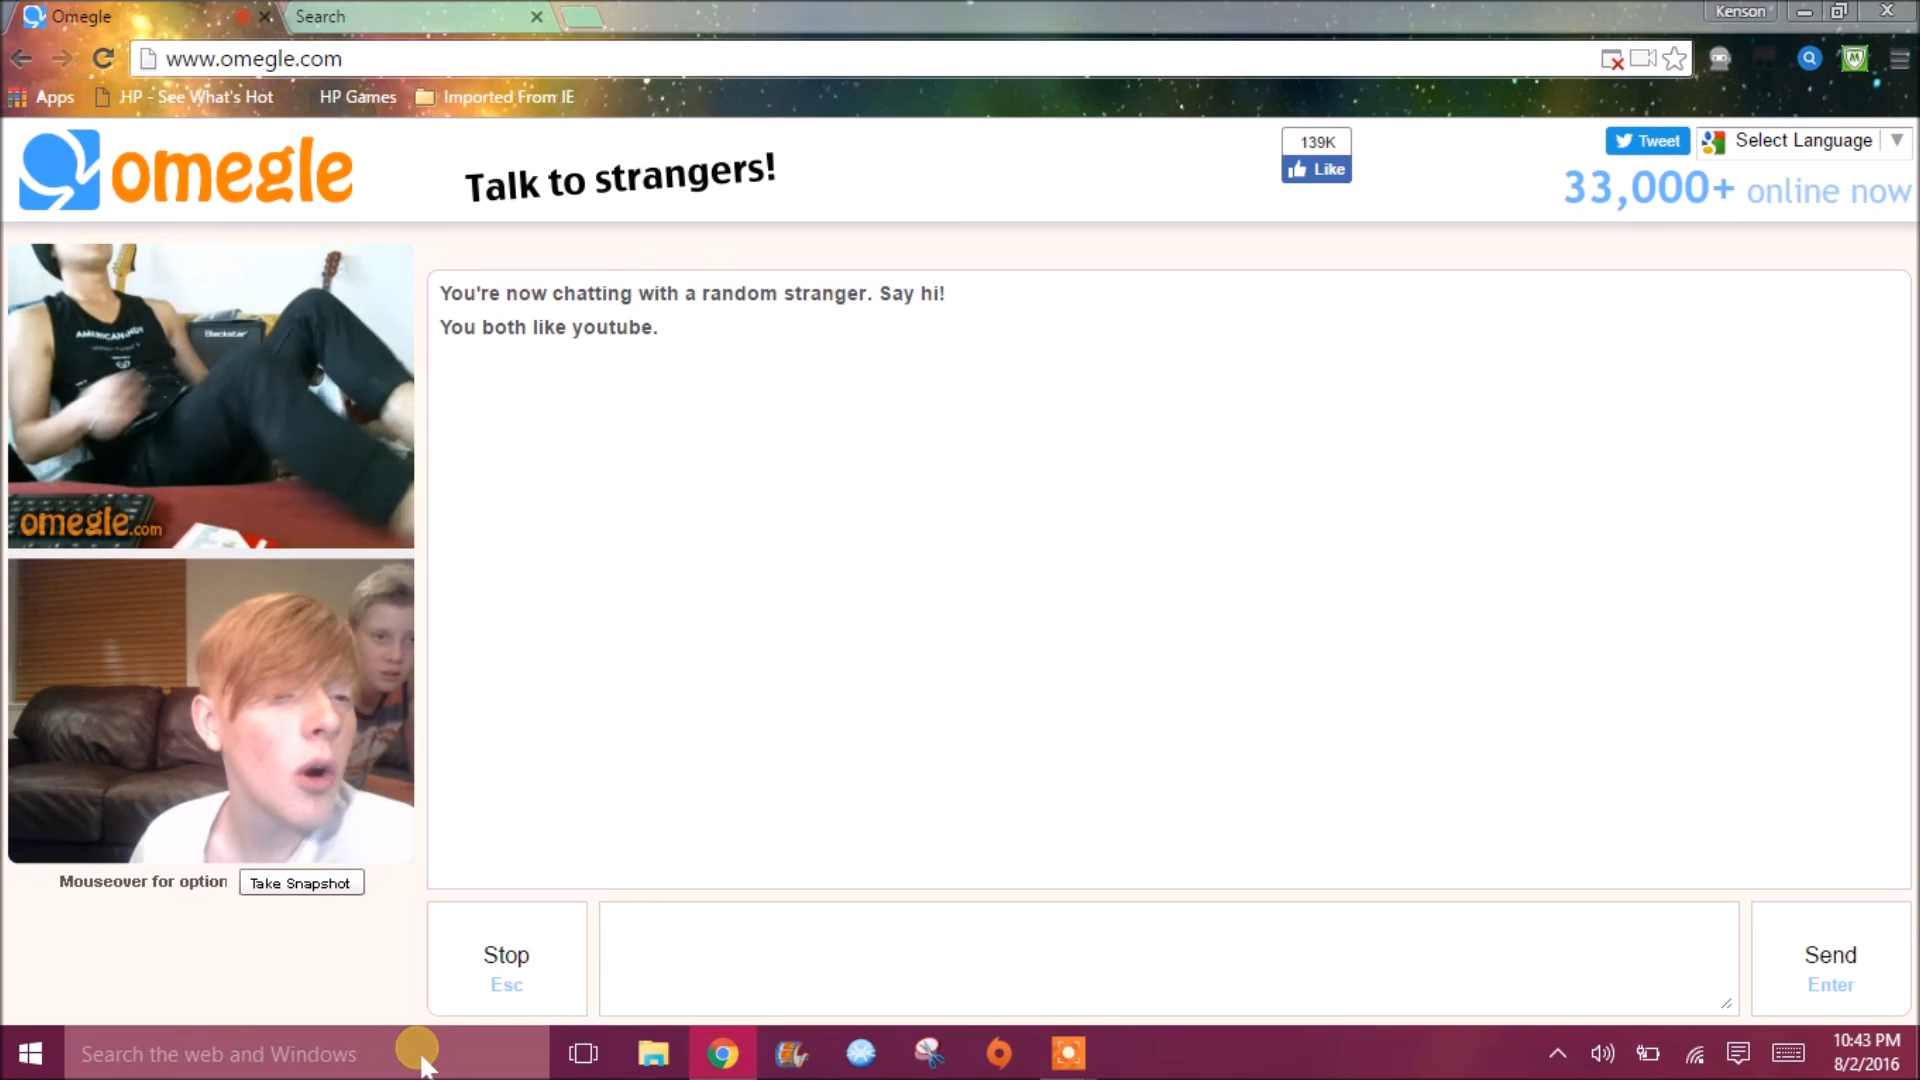 Omegle
Search
Kenson
www.omegle.com
Apps
HP - See What's Hot
HP Games
Imported From IE
omegle
Talk to strangers!
139K
Like
Tweet
Select Language
33,000+ online now
AMERICAN
Blackstar
omegle.com
You're now chatting with a random stranger. Say hi!
You both like youtube.
Mouseover for option
Take Snapshot
Stop
Esc
Send
Enter
Search the web and Windows
10:43 PM
8/2/2016